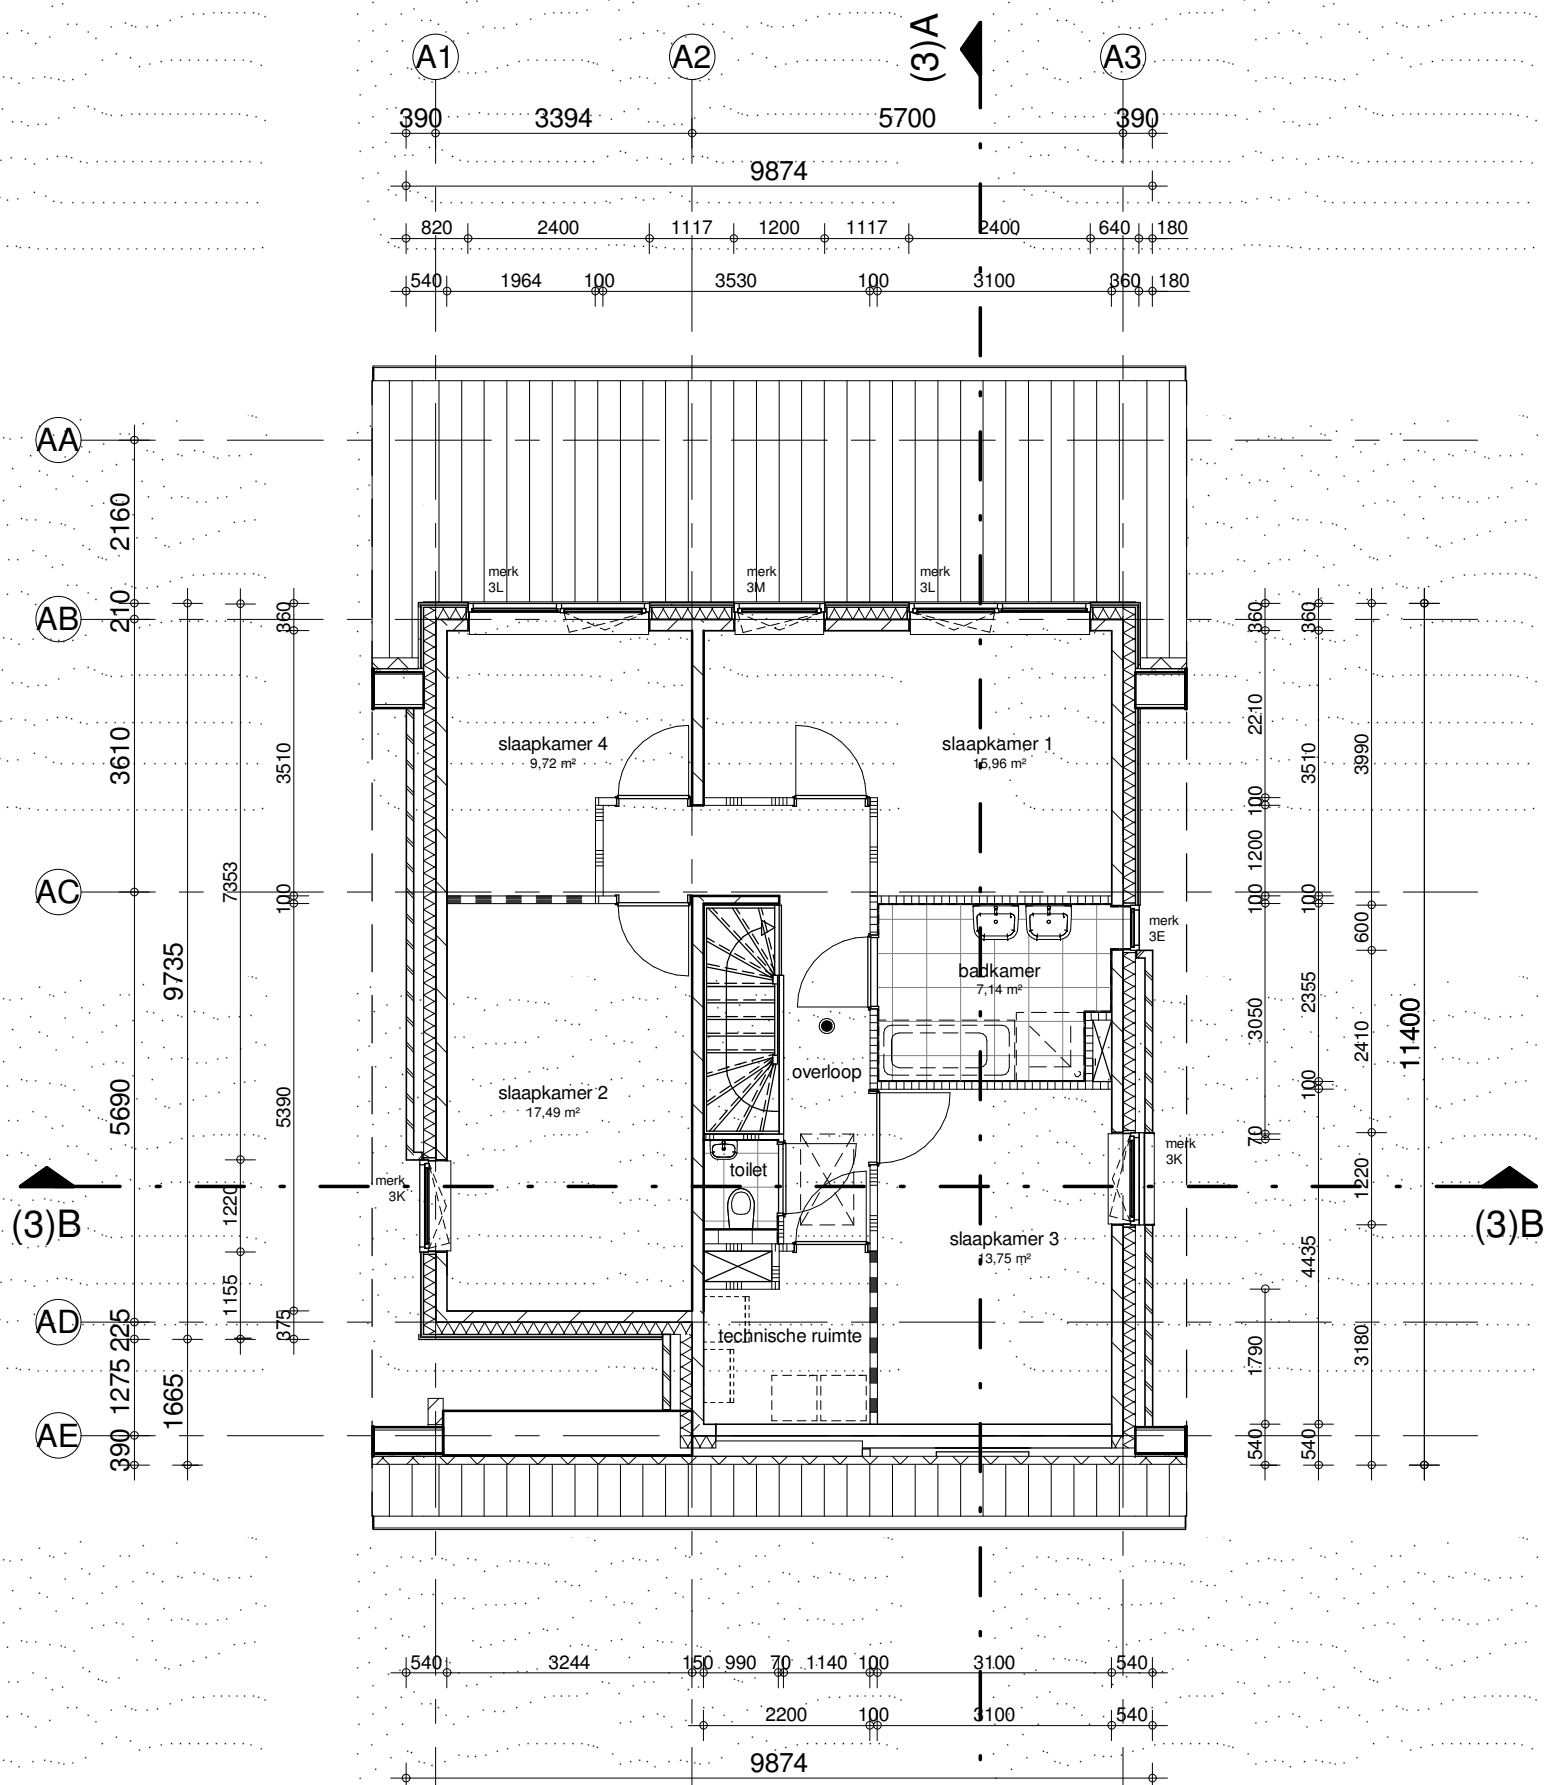 A1 A2 (3)A A3
390 3394 5700 390
9874
820 2400 1117 1200 1117 2400 640 180
540 1964 100 3530 100 3100 360 180
AA
2160
merk merk merk
3L 3M 3L
AB
210 360 360 360
slaapkamer 4 slaapkamer 1
9,72 m² 15,96 m²
3610 3510 2210 3510 3990
100
1200
AC
7353 100 100 100
merk
3E
600
9735
badkamer
7,14 m²
3050 2355 2410 11400
overloop
slaapkamer 2
17,49 m²
5690 5390 100
70
toilet
merk
3K
merk
3K
1220 1220
(3)B (3)B
slaapkamer 3
13,75 m²
4435
1155
AD
225 375
technische ruimte
1275 1665 1790 3180
AE
390 540 540
540 3244 150 990 70 1140 100 3100 540
2200 100 3100 540
9874